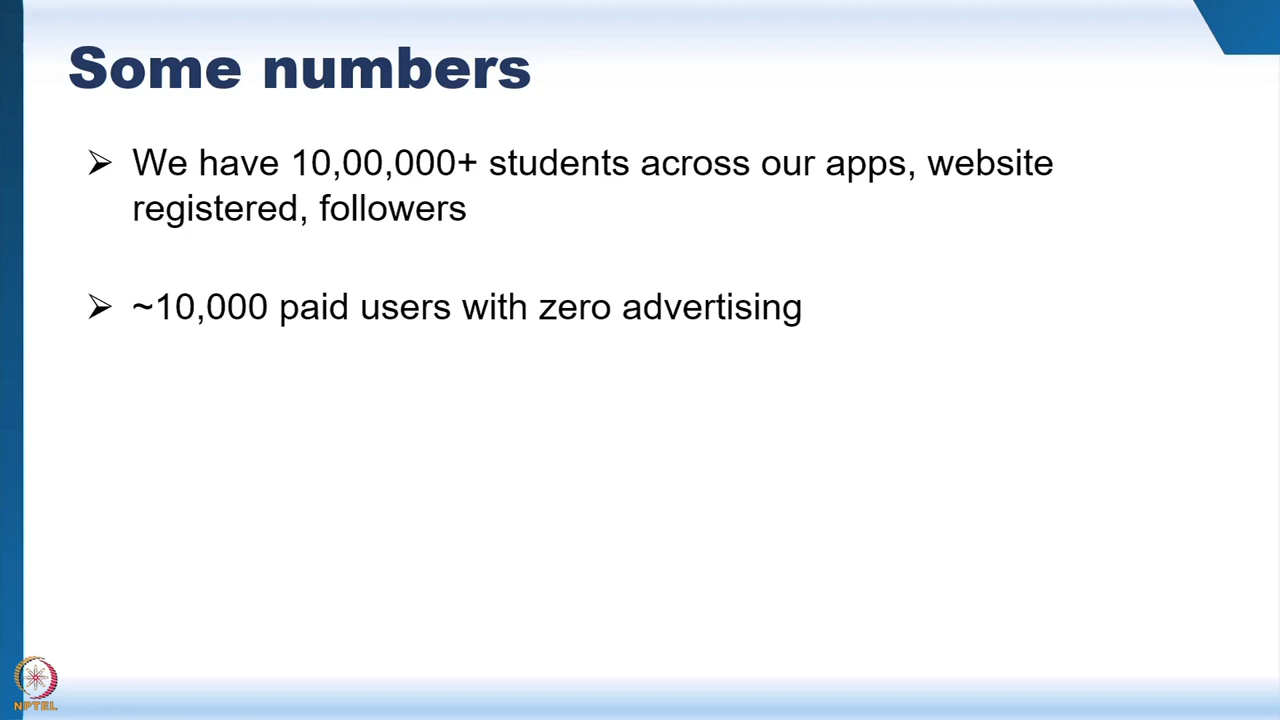 Some numbers
➢ We have 10,00,000+ students across our apps, website
registered, followers
➢ ~10,000 paid users with zero advertising
NPTEL